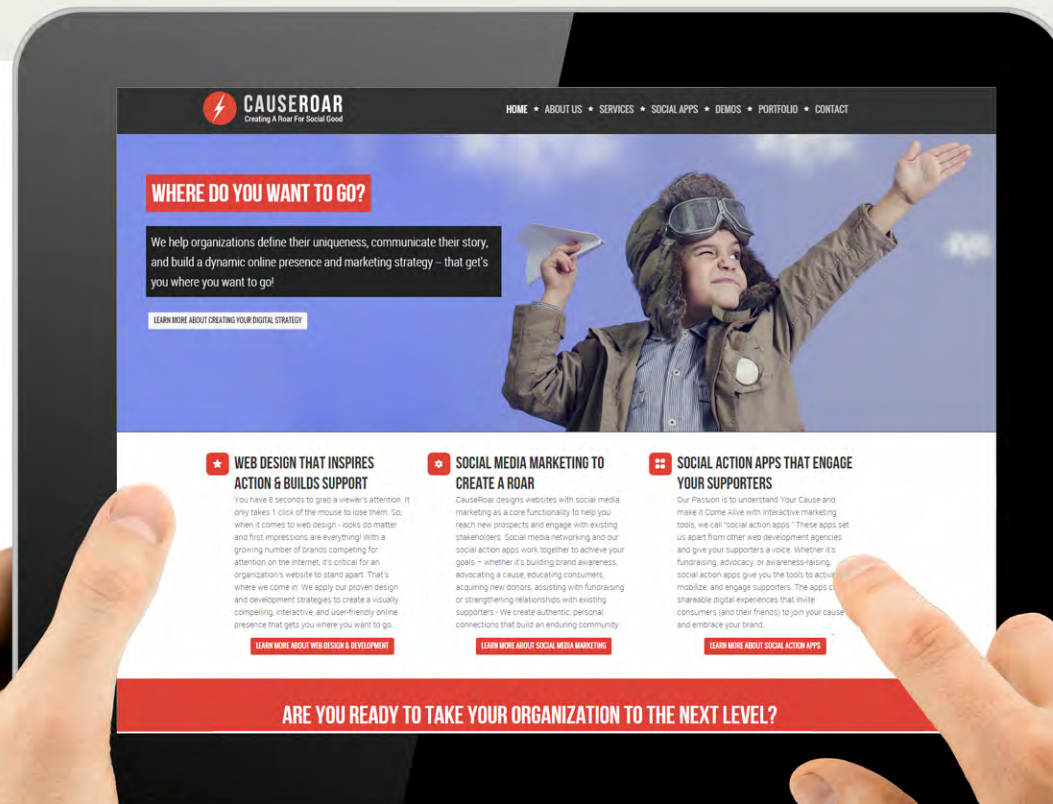 CAUSEROAR
Creating A Roar For Social Good
HOME ★ ABOUT US ★ SERVICES ★ SOCIAL APPS ★ DEMOS ★ PORTFOLIO ★ CONTACT
WHERE DO YOU WANT TO GO?
We help organizations define their uniqueness, communicate their story,
and build a dynamic online presence and marketing strategy – that get's
you where you want to go!
LEARN MORE ABOUT CREATING YOUR DIGITAL STRATEGY
WEB DESIGN THAT INSPIRES
ACTION & BUILDS SUPPORT
You have 8 seconds to grab a viewer's attention. It
only takes 1 click of the mouse to lose them. So,
when it comes to web design - looks do matter
and first impressions are everything! With a
growing number of brands competing for
attention on the Internet, it's critical for an
organization's website to stand apart. That's
where we come in. We apply our proven design
and development strategies to create a visually
compelling, interactive, and user-friendly online
presence that gets you where you want to go.
LEARN MORE ABOUT WEB DESIGN & DEVELOPMENT
SOCIAL MEDIA MARKETING TO
CREATE A ROAR
CauseRoar designs websites with social media
marketing as a core functionality to help you
reach new prospects and engage with existing
stakeholders. Social media networking and our
social action apps work together to achieve your
goals – whether it's building brand awareness,
advocating a cause, educating consumers,
acquiring new donors, assisting with fundraising
or strengthening relationships with existing
supporters - We create authentic, personal
connections that build an enduring community.
LEARN MORE ABOUT SOCIAL MEDIA MARKETING
SOCIAL ACTION APPS THAT ENGAGE
YOUR SUPPORTERS
Our Passion is to understand Your Cause and
make it Come Alive with interactive marketing
tools, we call "social action apps." These apps set
us apart from other web development agencies
and give your supporters a voice. Whether it's
fundraising, advocacy, or awareness-raising,
social action apps give you the tools to
mobilize, and engage supporters. The apps
shareable digital experiences that invite
consumers (and their friends) to join your cause
and embrace your brand.
LEARN MORE ABOUT SOCIAL ACTION APPS
ARE YOU READY TO TAKE YOUR ORGANIZATION TO THE NEXT LEVEL?